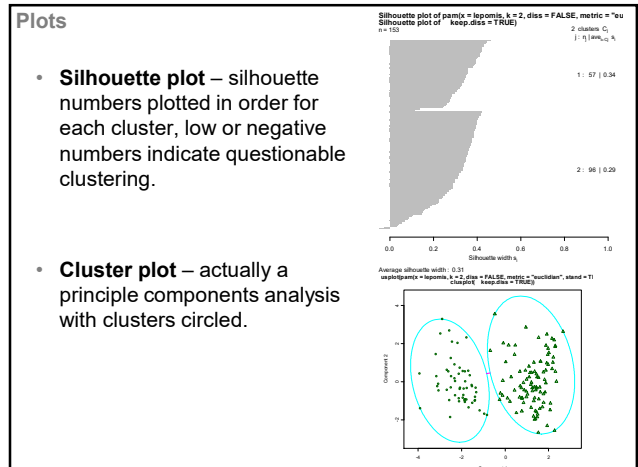 Plots
• Silhouette plot – silhouette
numbers plotted in order for
each cluster, low or negative
numbers indicate questionable
clustering.
• Cluster plot – actually a
principle components analysis
with clusters circled.
Silhouette plot of pam(x = lepomis, k = 2, diss = FALSE, metric = "eu
Silhouette plot of keep.diss = TRUE)
n = 153
2 clusters Cj
j : nj | avei∈Cj si
1 : 57 | 0.34
2 : 96 | 0.29
0.0 0.2 0.4 0.6 0.8 1.0
Silhouette width si
Average silhouette width : 0.31
usplot(pam(x = lepomis, k = 2, diss = FALSE, metric = "euclidian", stand = T
clusplot( keep.diss = TRUE))
Component 2
4
2
0
-2
-4 -2 0 2